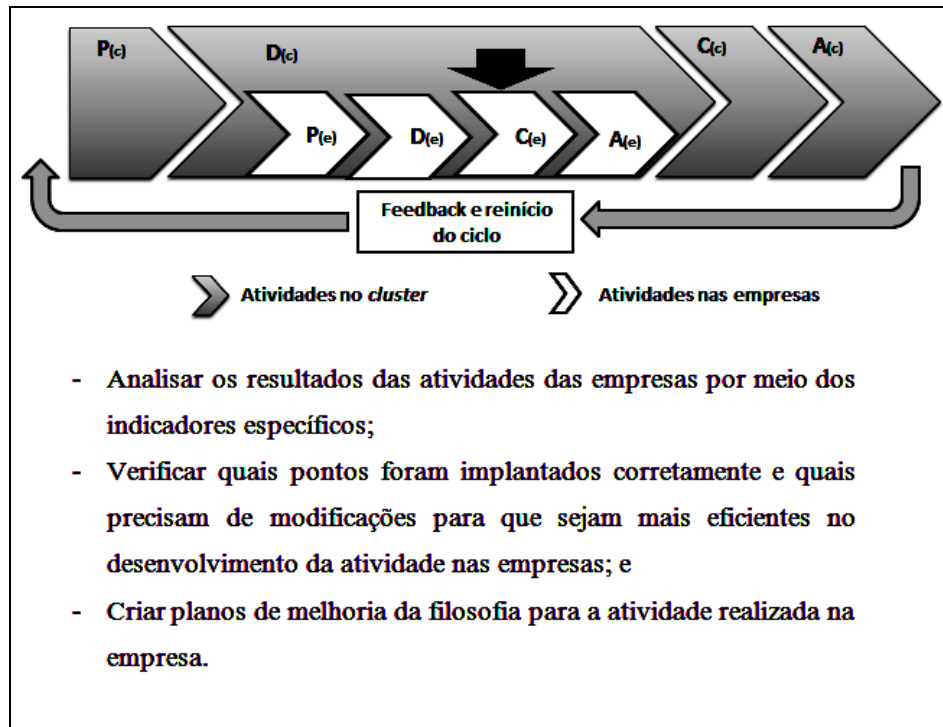 P(c)
D(c)
C(c)
A(c)
P(e)
D(e)
C(e)
A(e)
Feedback e reinício
do ciclo
Atividades no cluster
Atividades nas empresas
- Analisar os resultados das atividades das empresas por meio dos
indicadores específicos;
- Verificar quais pontos foram implantados corretamente e quais
precisam de modificações para que sejam mais eficientes no
desenvolvimento da atividade nas empresas; e
- Criar planos de melhoria da filosofia para a atividade realizada na
empresa.